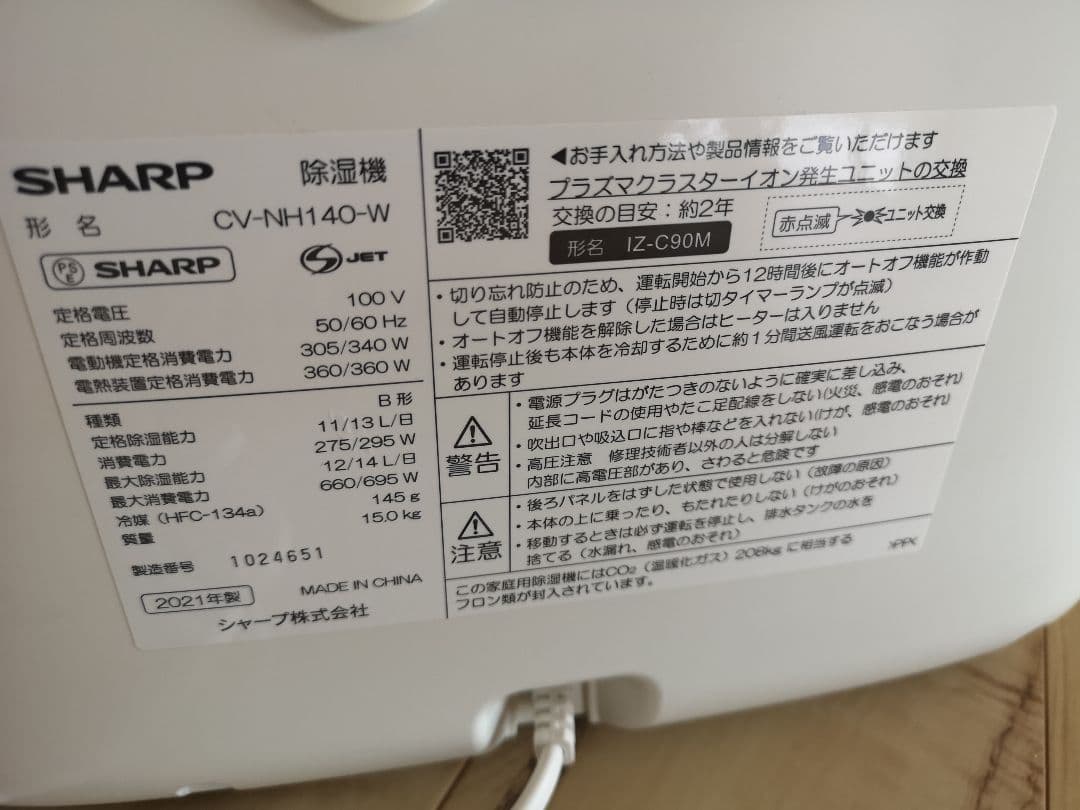 SHARP 除湿機
形名 CV-NH140-W
PS E SHARP
S JET
定格電圧 100 V
定格周波数 50/60 Hz
電動機定格消費電力 305/340 W
電熱装置定格消費電力 360/360 W
種類 B 形
定格除湿能力 11/13 L/日
消費電力 275/295 W
最大除湿能力 12/14 L/日
最大消費電力 660/695 W
冷媒（HFC-134a） 145 g
質量 15.0 kg
製造番号 1024651
2021年製 MADE IN CHINA
シャープ株式会社
◀お手入れ方法や製品情報をご覧いただけます
プラズマクラスターイオン発生ユニットの交換
交換の目安：約2年
形名 IZ-C90M
赤点滅 ユニット交換
・切り忘れ防止のため、運転開始から12時間後にオートオフ機能が作動
して自動停止します（停止時は切タイマーランプが点滅）
・オートオフ機能を解除した場合はヒーターは入りません
・運転停止後も本体を冷却するために約1分間送風運転をおこなう場合が
あります
警告
・電源プラグはがたつきのないように確実に差し込み、
延長コードの使用やたこ足配線をしない(火災、感電のおそれ)
・吹出口や吸込口に指や棒などを入れない(けが、感電のおそれ)
・高圧注意 修理技術者以外の人は分解しない
内部に高電圧部があり、さわると危険です
注意
・後ろパネルをはずした状態で使用しない（故障の原因）
・本体の上に乗ったり、もたれたりしない（けがのおそれ）
・移動するときは必ず運転を停止し、排水タンクの水を
捨てる（水漏れ、感電のおそれ）
この家庭用除湿機にはCO₂（温暖化ガス）208kg に相当する
フロン類が封入されています。
>PP<